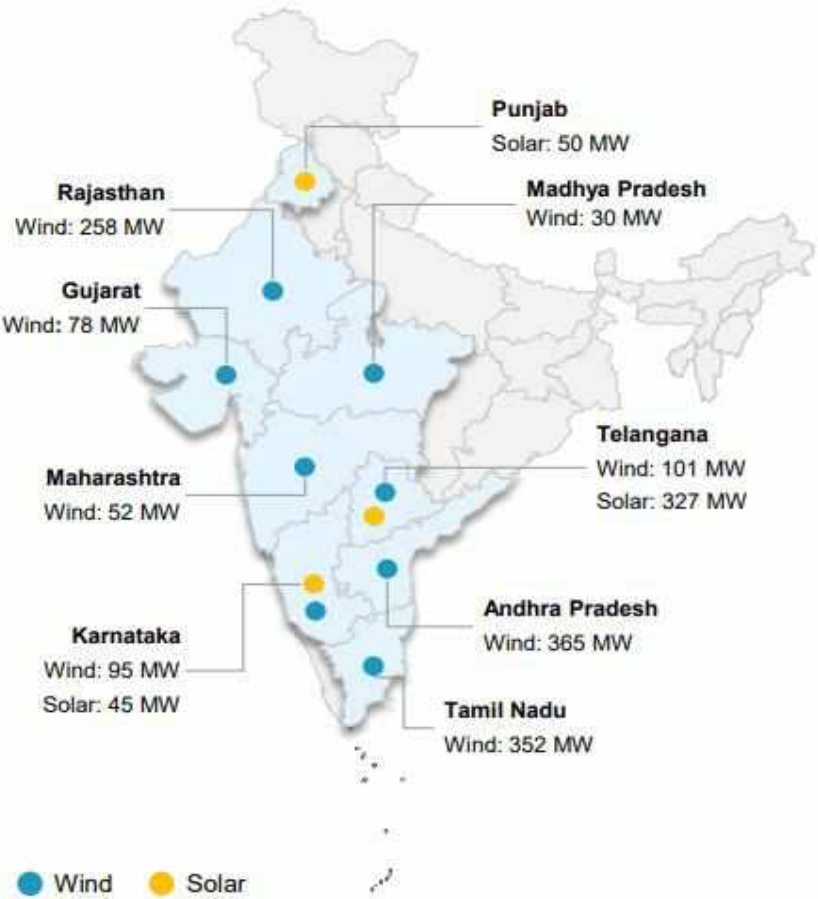 Punjab
Solar: 50 MW
Rajasthan
Wind: 258 MW
Madhya Pradesh
Wind: 30 MW
Gujarat
Wind: 78 MW
Telangana
Wind: 101 MW
Solar: 327 MW
Maharashtra
Wind: 52 MW
Andhra Pradesh
Wind: 365 MW
Karnataka
Wind: 95 MW
Solar: 45 MW
Tamil Nadu
Wind: 352 MW
Wind Solar